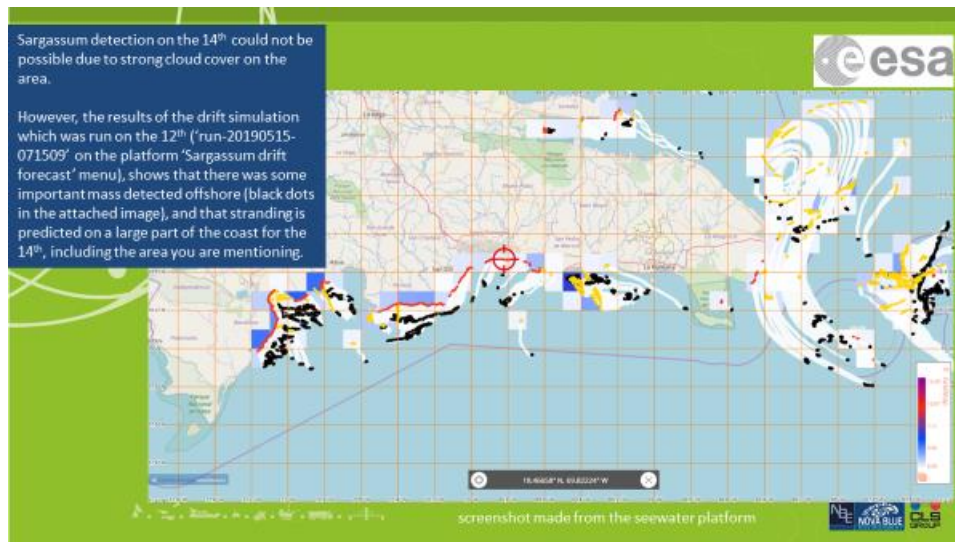 Sargassum detection on the 14th could not be
possible due to strong cloud cover on the
area.
However, the results of the drift simulation
which was run on the 12th ('run-20190515-
071509' on the platform 'Sargassum drift
forecast' menu), shows that there was some
important mass detected offshore (black dots
in the attached image), and that stranding is
predicted on a large part of the coast for the
14th, including the area you are mentioning.
esa
screenshot made from the seewater platform
NBE
NOVA BLUE
CLS
GROUP